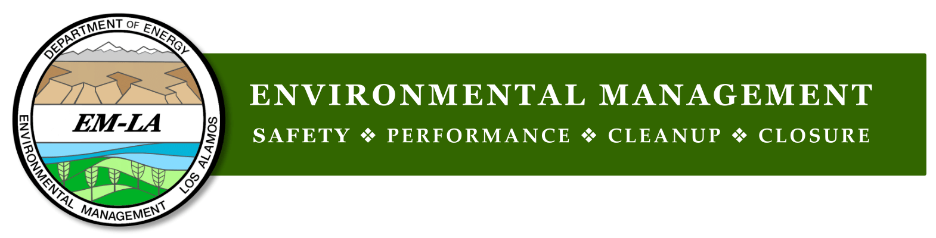 DEPARTMENT OF ENERGY
EM-LA
ENVIRONMENTAL MANAGEMENT LOS ALAMOS
ENVIRONMENTAL MANAGEMENT
SAFETY ❖ PERFORMANCE ❖ CLEANUP ❖ CLOSURE